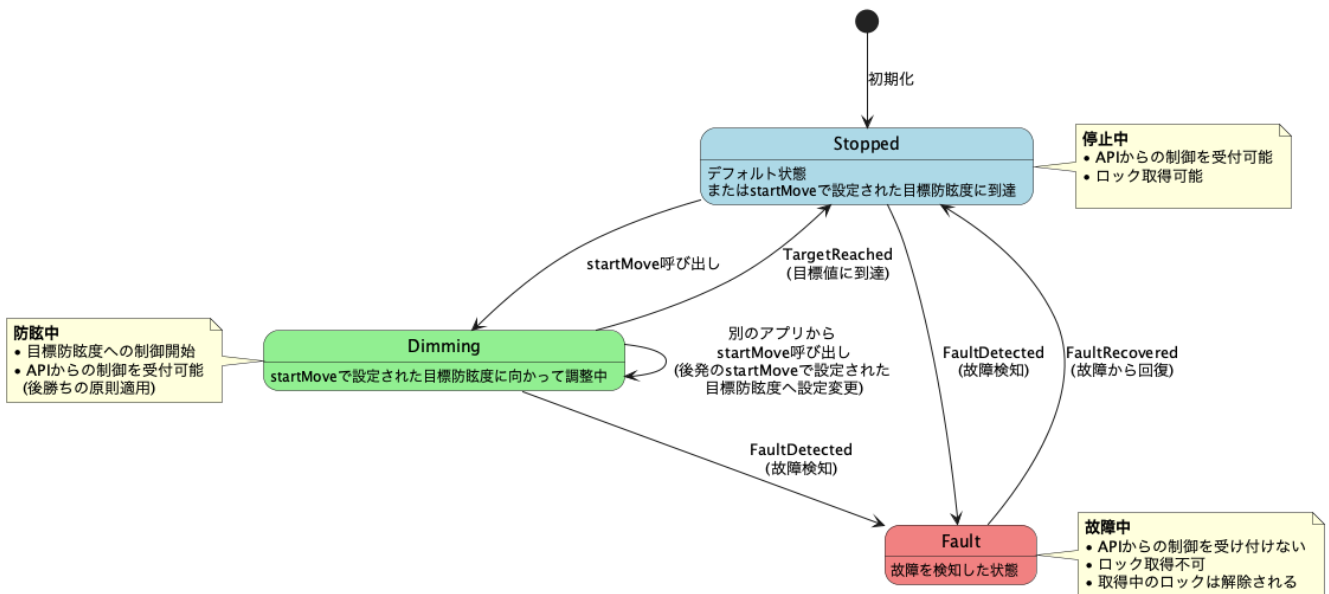 初期化
Stopped
デフォルト状態
またはstartMoveで設定された目標防眩度に到達
停止中
• APIからの制御を受付可能
• ロック取得可能
startMove呼び出し
TargetReached
(目標値に到達)
防眩中
• 目標防眩度への制御開始
• APIからの制御を受付可能
(後勝ちの原則適用)
Dimming
startMoveで設定された目標防眩度に向かって調整中
別のアプリから
startMove呼び出し
(後発のstartMoveで設定された
目標防眩度へ設定変更)
FaultDetected
(故障検知)
FaultRecovered
(故障から回復)
FaultDetected
(故障検知)
Fault
故障を検知した状態
故障中
• APIからの制御を受け付けない
• ロック取得不可
• 取得中のロックは解除される